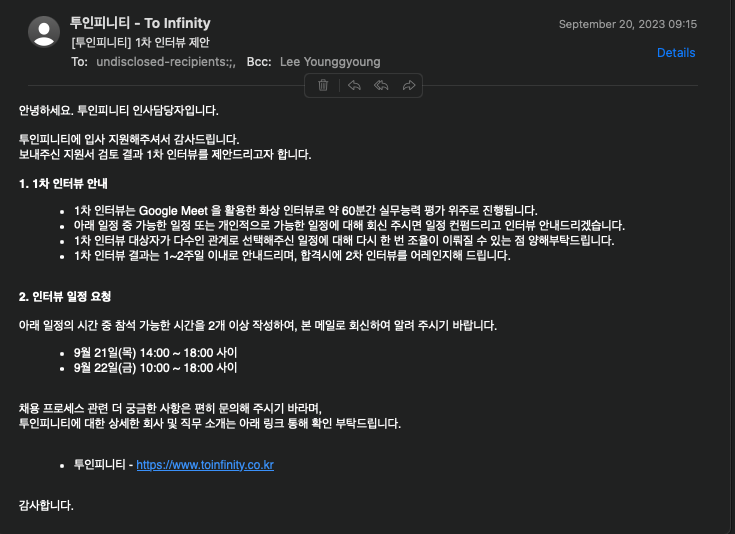 투인피니티 - To Infinity
September 20, 2023 09:15
[투인피니티] 1차 인터뷰 제안
To: undisclosed-recipients:;, Bcc: Lee Younggyoung
Details
안녕하세요. 투인피니티 인사담당자입니다.
투인피니티에 입사 지원해주셔서 감사드립니다.
보내주신 지원서 검토 결과 1차 인터뷰를 제안드리고자 합니다.
1. 1차 인터뷰 안내
• 1차 인터뷰는 Google Meet 을 활용한 화상 인터뷰로 약 60분간 실무능력 평가 위주로 진행됩니다.
• 아래 일정 중 가능한 일정 또는 개인적으로 가능한 일정에 대해 회신 주시면 일정 컨펌드리고 인터뷰 안내드리겠습니다.
• 1차 인터뷰 대상자가 다수인 관계로 선택해주신 일정에 대해 다시 한 번 조율이 이뤄질 수 있는 점 양해부탁드립니다.
• 1차 인터뷰 결과는 1~2주일 이내로 안내드리며, 합격시에 2차 인터뷰를 어레인지해 드립니다.
2. 인터뷰 일정 요청
아래 일정의 시간 중 참석 가능한 시간을 2개 이상 작성하여, 본 메일로 회신하여 알려 주시기 바랍니다.
• 9월 21일(목) 14:00 ~ 18:00 사이
• 9월 22일(금) 10:00 ~ 18:00 사이
채용 프로세스 관련 더 궁금한 사항은 편히 문의해 주시기 바라며,
투인피니티에 대한 상세한 회사 및 직무 소개는 아래 링크 통해 확인 부탁드립니다.
• 투인피니티 - https://www.toinfinity.co.kr
감사합니다.